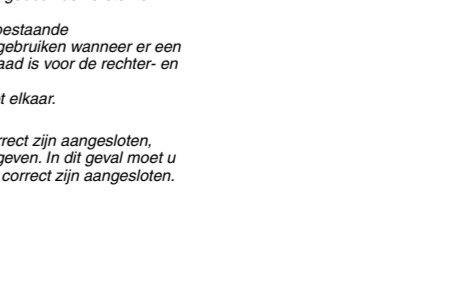 oestaande
gebruiken wanneer er een
aad is voor de rechter- en
t elkaar.
rrect zijn aangesloten,
geven. In dit geval moet u
correct zijn aangesloten.